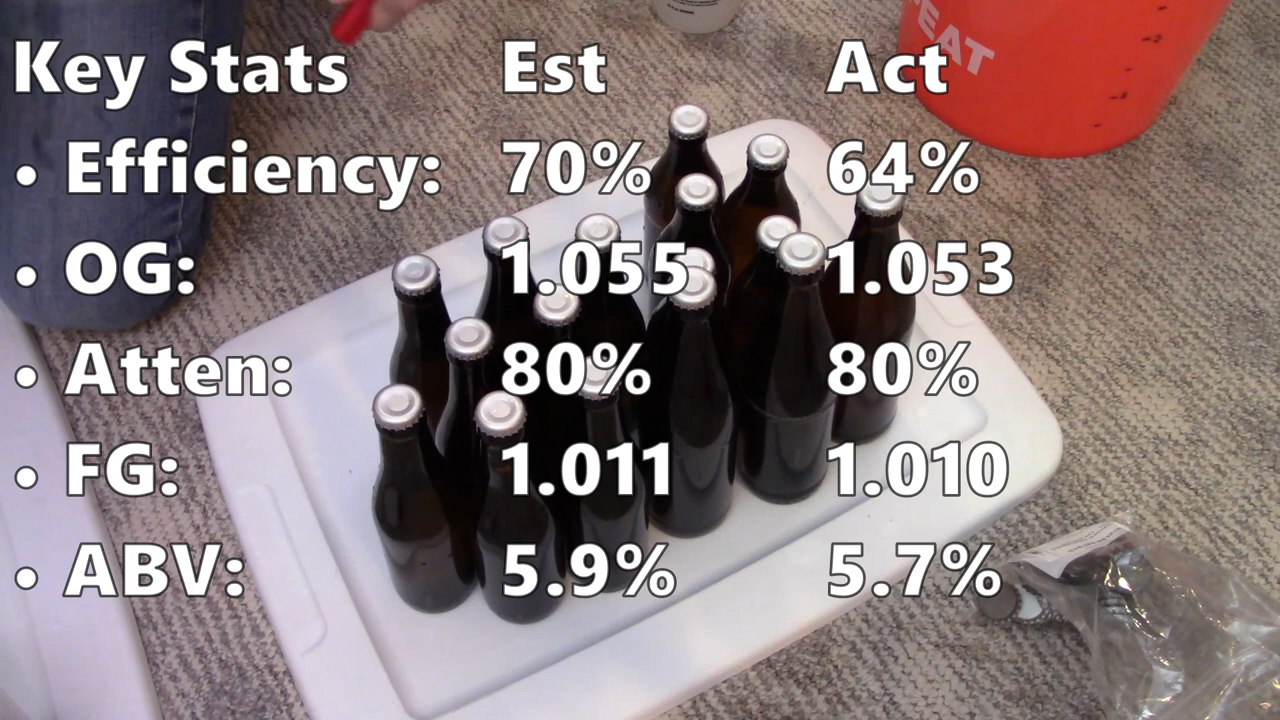 Key Stats Est Act
• Efficiency: 70% 64%
• OG: 1.055 1.053
• Atten: 80% 80%
• FG: 1.011 1.010
• ABV: 5.9% 5.7%
EAT